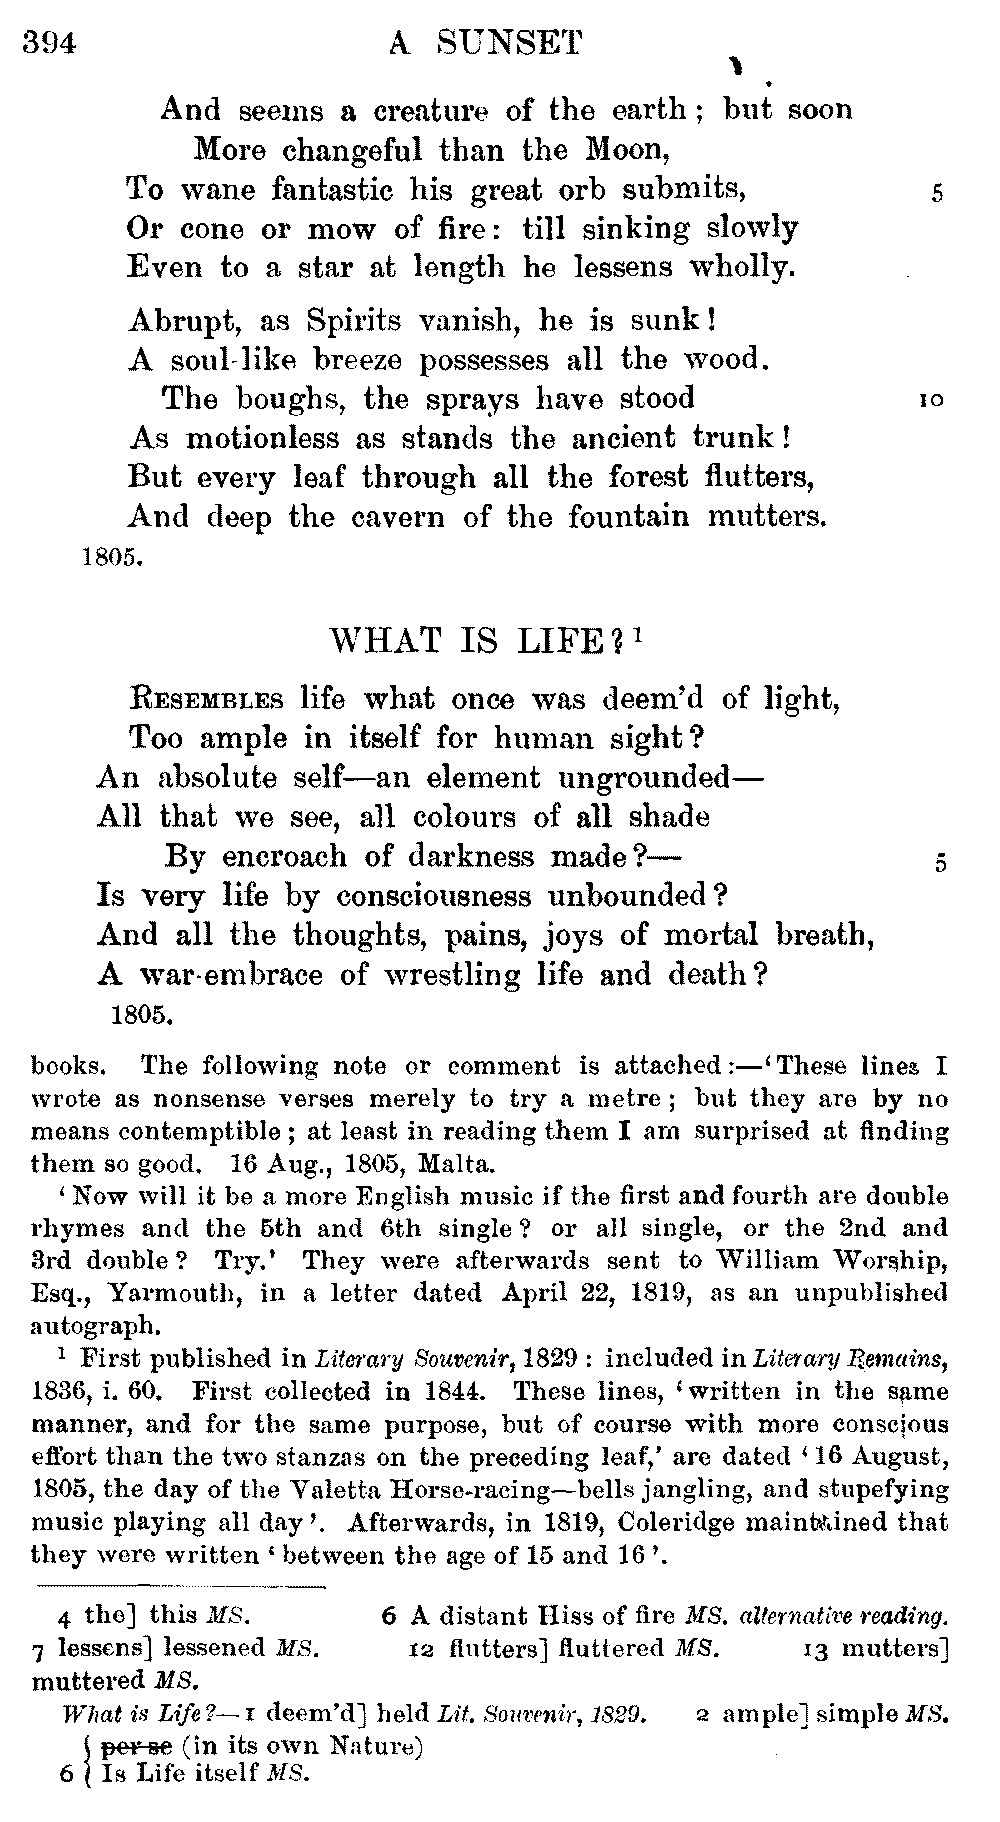 394 A SUNSET
And seems a creature of the earth ; but soon
More changeful than the Moon,
To wane fantastic his great orb submits, 5
Or cone or mow of fire: till sinking slowly
Even to a star at length he lessens wholly.
Abrupt, as Spirits vanish, he is sunk!
A soul-like breeze possesses all the wood.
The boughs, the sprays have stood 10
As motionless as stands the ancient trunk!
But every leaf through all the forest flutters,
And deep the cavern of the fountain mutters.
1805.
WHAT IS LIFE?¹
RESEMBLES life what once was deem'd of light,
Too ample in itself for human sight?
An absolute self—an element ungrounded—
All that we see, all colours of all shade
By encroach of darkness made?— 5
Is very life by consciousness unbounded?
And all the thoughts, pains, joys of mortal breath,
A war-embrace of wrestling life and death?
1805.
books. The following note or comment is attached:—'These lines I
wrote as nonsense verses merely to try a metre; but they are by no
means contemptible; at least in reading them I am surprised at finding
them so good. 16 Aug., 1805, Malta.
'Now will it be a more English music if the first and fourth are double
rhymes and the 5th and 6th single? or all single, or the 2nd and
3rd double? Try.' They were afterwards sent to William Worship,
Esq., Yarmouth, in a letter dated April 22, 1819, as an unpublished
autograph.
¹ First published in Literary Souvenir, 1829: included in Literary Remains,
1836, i. 60. First collected in 1844. These lines, 'written in the same
manner, and for the same purpose, but of course with more conscious
effort than the two stanzas on the preceding leaf,' are dated '16 August,
1805, the day of the Valetta Horse-racing—bells jangling, and stupefying
music playing all day'. Afterwards, in 1819, Coleridge maintained that
they were written 'between the age of 15 and 16'.
4 the] this MS. 6 A distant Hiss of fire MS. alternative reading.
7 lessens] lessened MS. 12 flutters] fluttered MS. 13 mutters]
muttered MS.
What is Life?—1 deem'd] held Lit. Souvenir, 1829. 2 ample] simple MS.
{ per se (in its own Nature)
6 { Is Life itself MS.